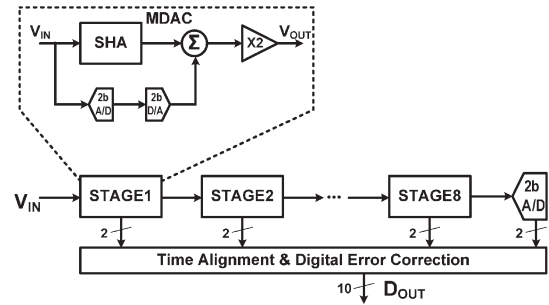 MDAC
VIN
SHA
Σ
X2
VOUT
2b
A/D
2b
D/A
VIN
STAGE1
STAGE2
...
STAGE8
2b
A/D
2
2
2
2
Time Alignment & Digital Error Correction
10
DOUT